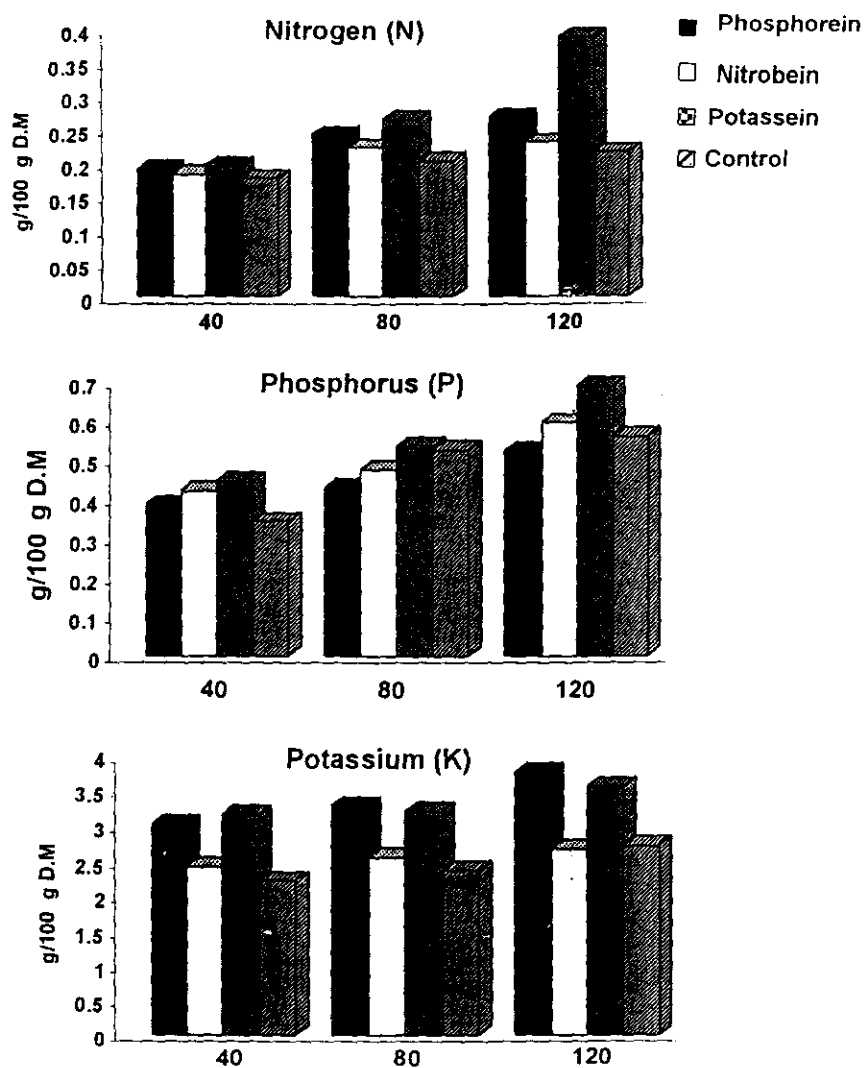 Nitrogen (N)
Phosphorein
Nitrobein
Potassein
Control
g/100 g D.M
0.4
0.35
0.3
0.25
0.2
0.15
0.1
0.05
0
40 80 120
Phosphorus (P)
g/100 g D.M
0.7
0.6
0.5
0.4
0.3
0.2
0.1
0
40 80 120
Potassium (K)
g/100 g D.M
4
3.5
3
2.5
2
1.5
1
0.5
0
40 80 120